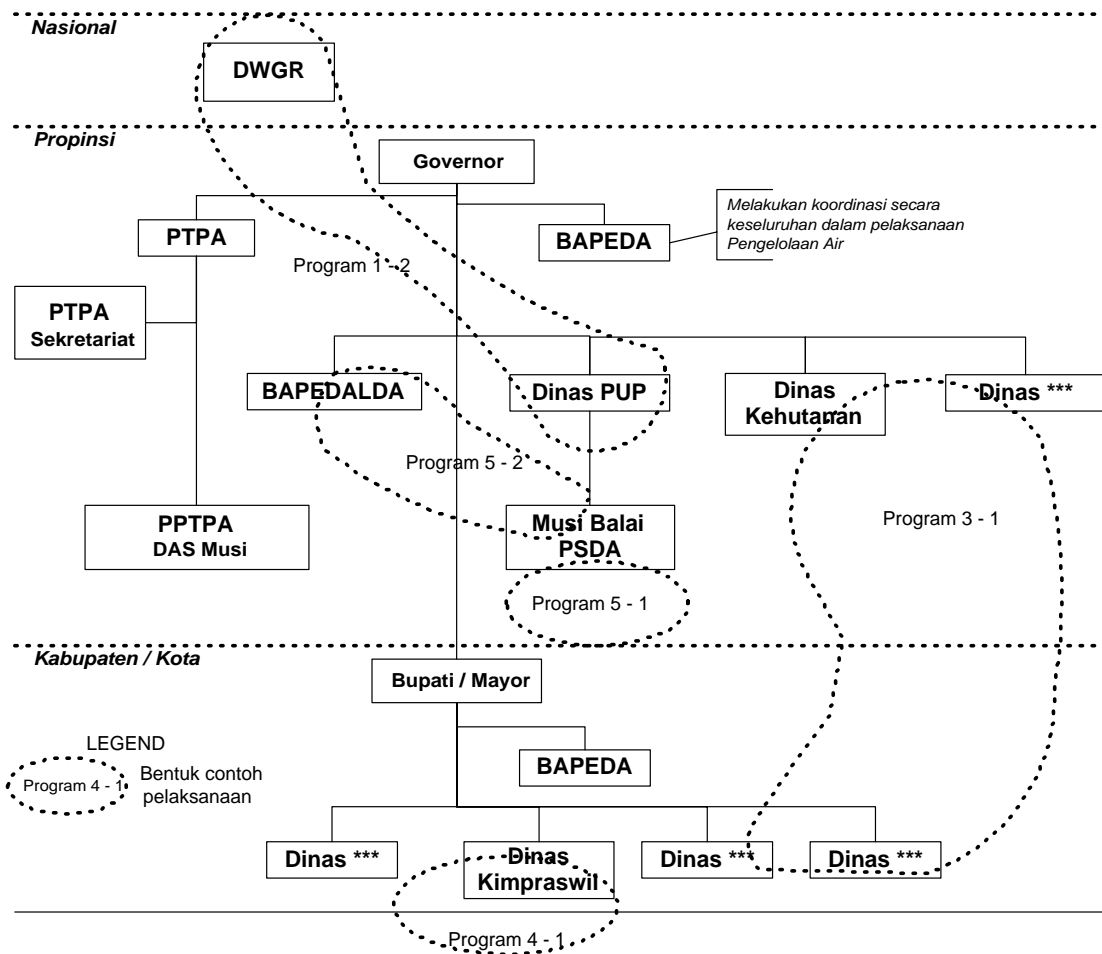 Nasional
DWGR
Propinsi
Governor
Melakukan koordinasi secara
keseluruhan dalam pelaksanaan
Pengelolaan Air
PTPA
BAPEDA
Program 1 - 2
PTPA
Sekretariat
BAPEDALDA
Dinas PUP
Dinas
Kehutanan
Dinas ***
Program 5 - 2
Program 3 - 1
PPTPA
DAS Musi
Musi Balai
PSDA
Program 5 - 1
Kabupaten / Kota
Bupati / Mayor
LEGEND
Program 4 - 1
Bentuk contoh
pelaksanaan
BAPEDA
Dinas ***
Dinas
Kimpraswil
Dinas ***
Dinas ***
Program 4 - 1